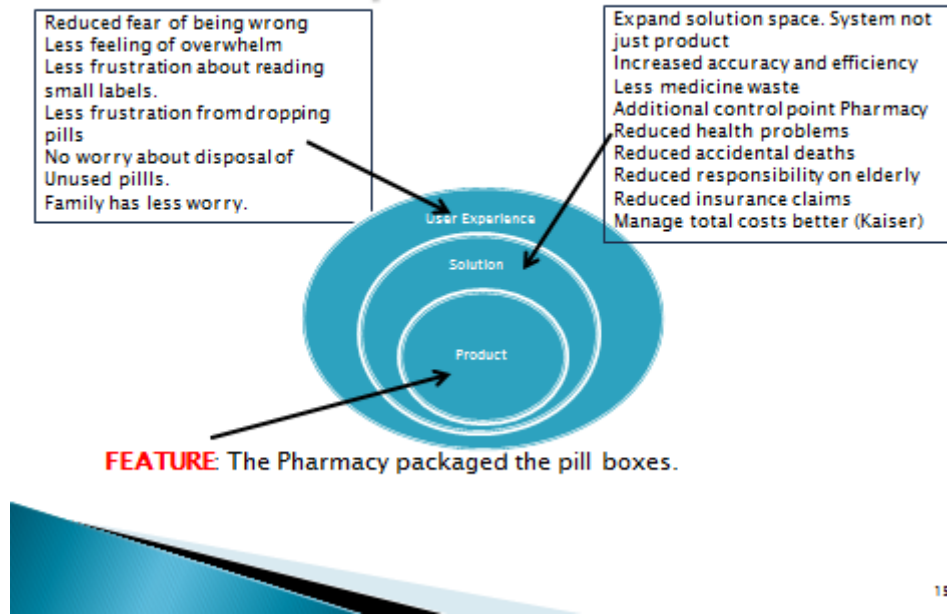 Reduced fear of being wrong
Less feeling of overwhelm
Less frustration about reading
small labels.
Less frustration from dropping
pills
No worry about disposal of
Unused pillls.
Family has less worry.
Expand solution space. System not
just product
Increased accuracy and efficiency
Less medicine waste
Additional control point Pharmacy
Reduced health problems
Reduced accidental deaths
Reduced responsibility on elderly
Reduced insurance claims
Manage total costs better (Kaiser)
User Experience
Solution
Product
FEATURE: The Pharmacy packaged the pill boxes.